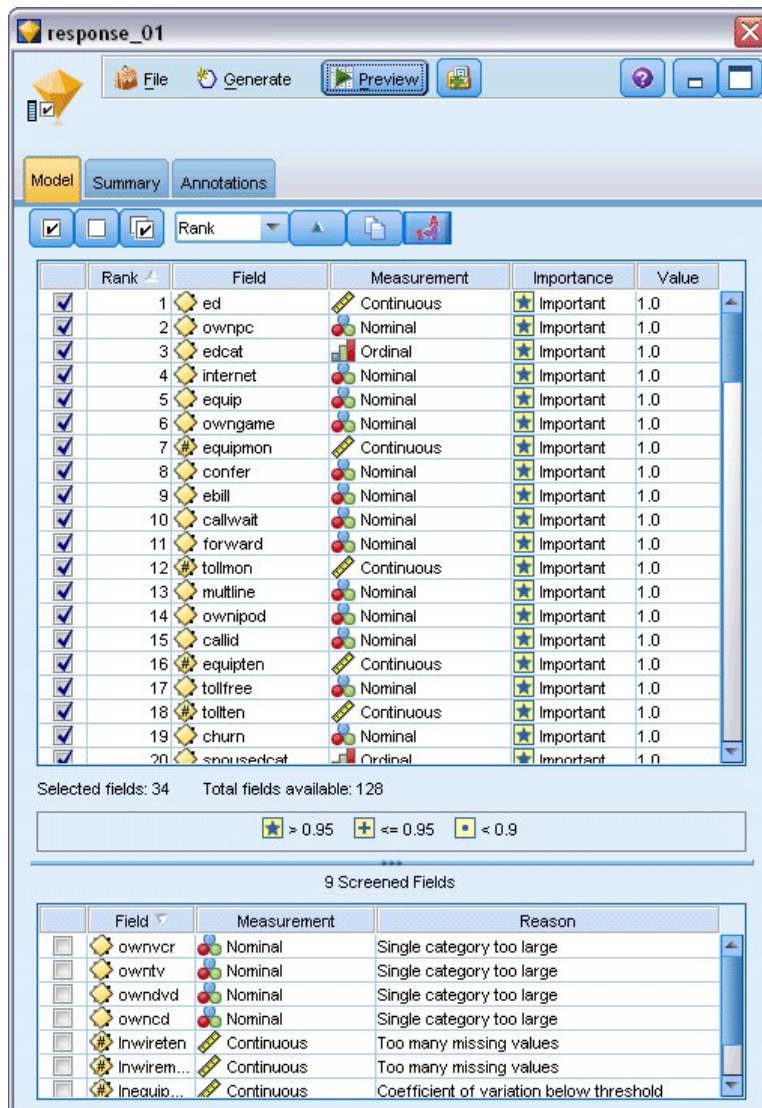 response_01
File Generate Preview
Model Summary Annotations
Rank
Rank Field Measurement Importance Value
1 ed Continuous Important 1.0
2 ownpc Nominal Important 1.0
3 edcat Ordinal Important 1.0
4 internet Nominal Important 1.0
5 equip Nominal Important 1.0
6 owngame Nominal Important 1.0
7 equipmon Continuous Important 1.0
8 confer Nominal Important 1.0
9 ebill Nominal Important 1.0
10 callwait Nominal Important 1.0
11 forward Nominal Important 1.0
12 tollmon Continuous Important 1.0
13 multline Nominal Important 1.0
14 ownipod Nominal Important 1.0
15 callid Nominal Important 1.0
16 equipten Continuous Important 1.0
17 tollfree Nominal Important 1.0
18 tollten Continuous Important 1.0
19 churn Nominal Important 1.0
20 spousedcat Ordinal Important 1.0
Selected fields: 34 Total fields available: 128
> 0.95 <= 0.95 < 0.9
9 Screened Fields
Field Measurement Reason
ownvcr Nominal Single category too large
owntv Nominal Single category too large
owndvd Nominal Single category too large
owncd Nominal Single category too large
lnwireten Continuous Too many missing values
lnwirem... Continuous Too many missing values
lnequip... Continuous Coefficient of variation below threshold